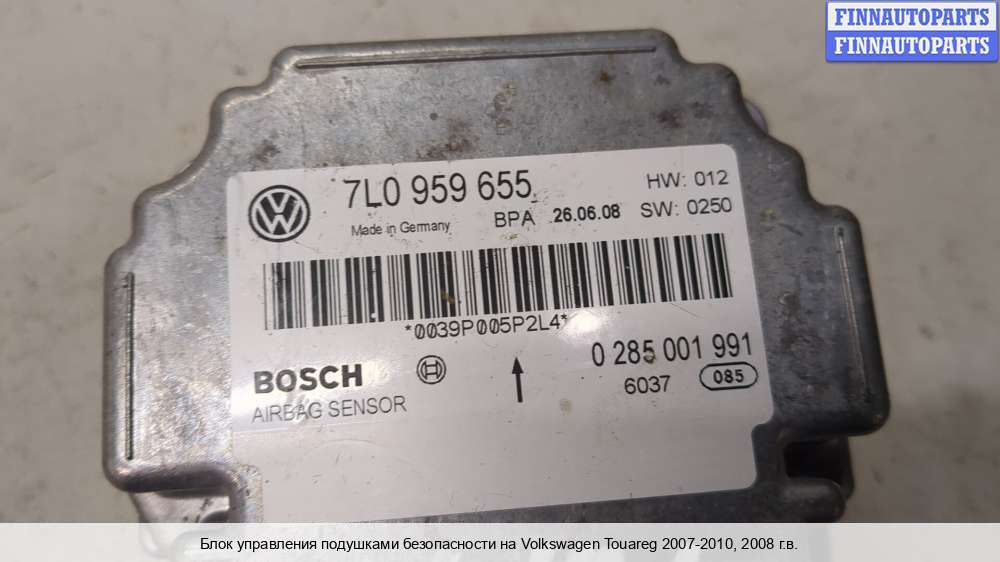 FINNAUTOPARTS
FINNAUTOPARTS
7L0 959 655
HW: 012
Made in Germany
BPA 26.06.08 SW: 0250
*0039P005P2L4*
BOSCH
0 285 001 991
AIRBAG SENSOR
6037 085
Блок управления подушками безопасности на Volkswagen Touareg 2007-2010, 2008 г.в.